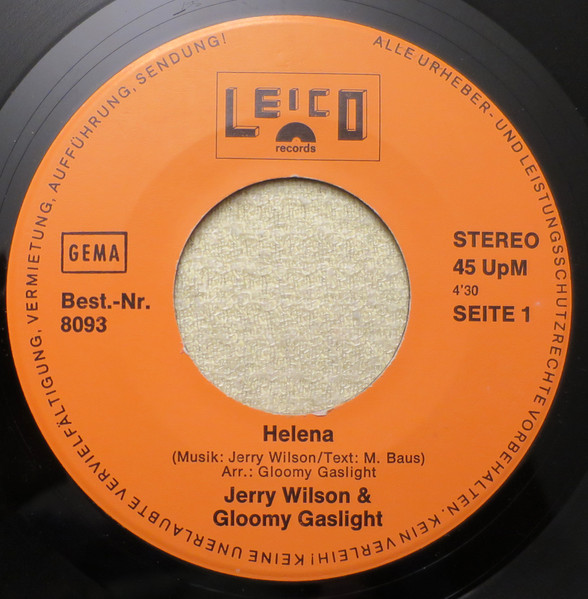 LEICO
records
ALLE URHEBER- UND LEISTUNGSSCHUTZRECHTE VORBEHALTEN. KEIN VERLEIH! KEINE UNERLAUBTE VERVIELFÄLTIGUNG, VERMIETUNG, AUFFÜHRUNG, SENDUNG!
GEMA
Best.-Nr.
8093
STEREO
45 UpM
4'30
SEITE 1
Helena
(Musik: Jerry Wilson/Text: M. Baus)
Arr.: Gloomy Gaslight
Jerry Wilson &
Gloomy Gaslight